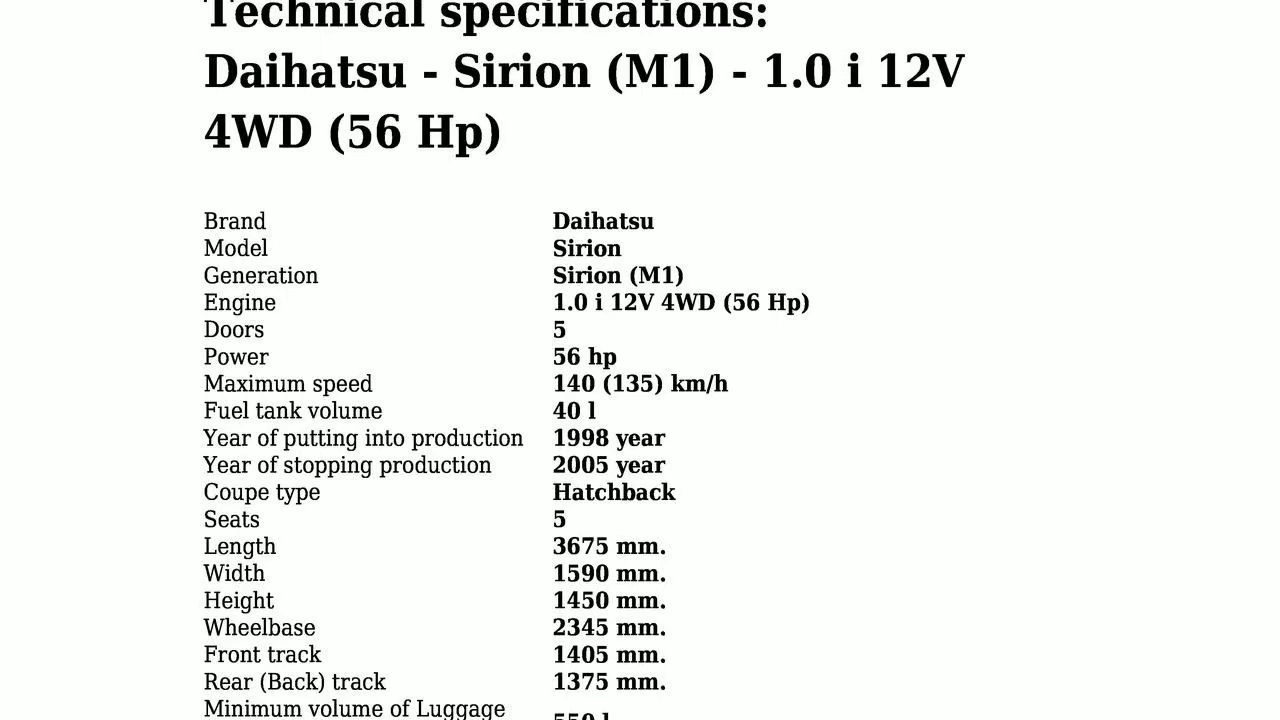 Technical specifications:
Daihatsu - Sirion (M1) - 1.0 i 12V
4WD (56 Hp)
Brand Daihatsu
Model Sirion
Generation Sirion (M1)
Engine 1.0 i 12V 4WD (56 Hp)
Doors 5
Power 56 hp
Maximum speed 140 (135) km/h
Fuel tank volume 40 l
Year of putting into production 1998 year
Year of stopping production 2005 year
Coupe type Hatchback
Seats 5
Length 3675 mm.
Width 1590 mm.
Height 1450 mm.
Wheelbase 2345 mm.
Front track 1405 mm.
Rear (Back) track 1375 mm.
Minimum volume of Luggage